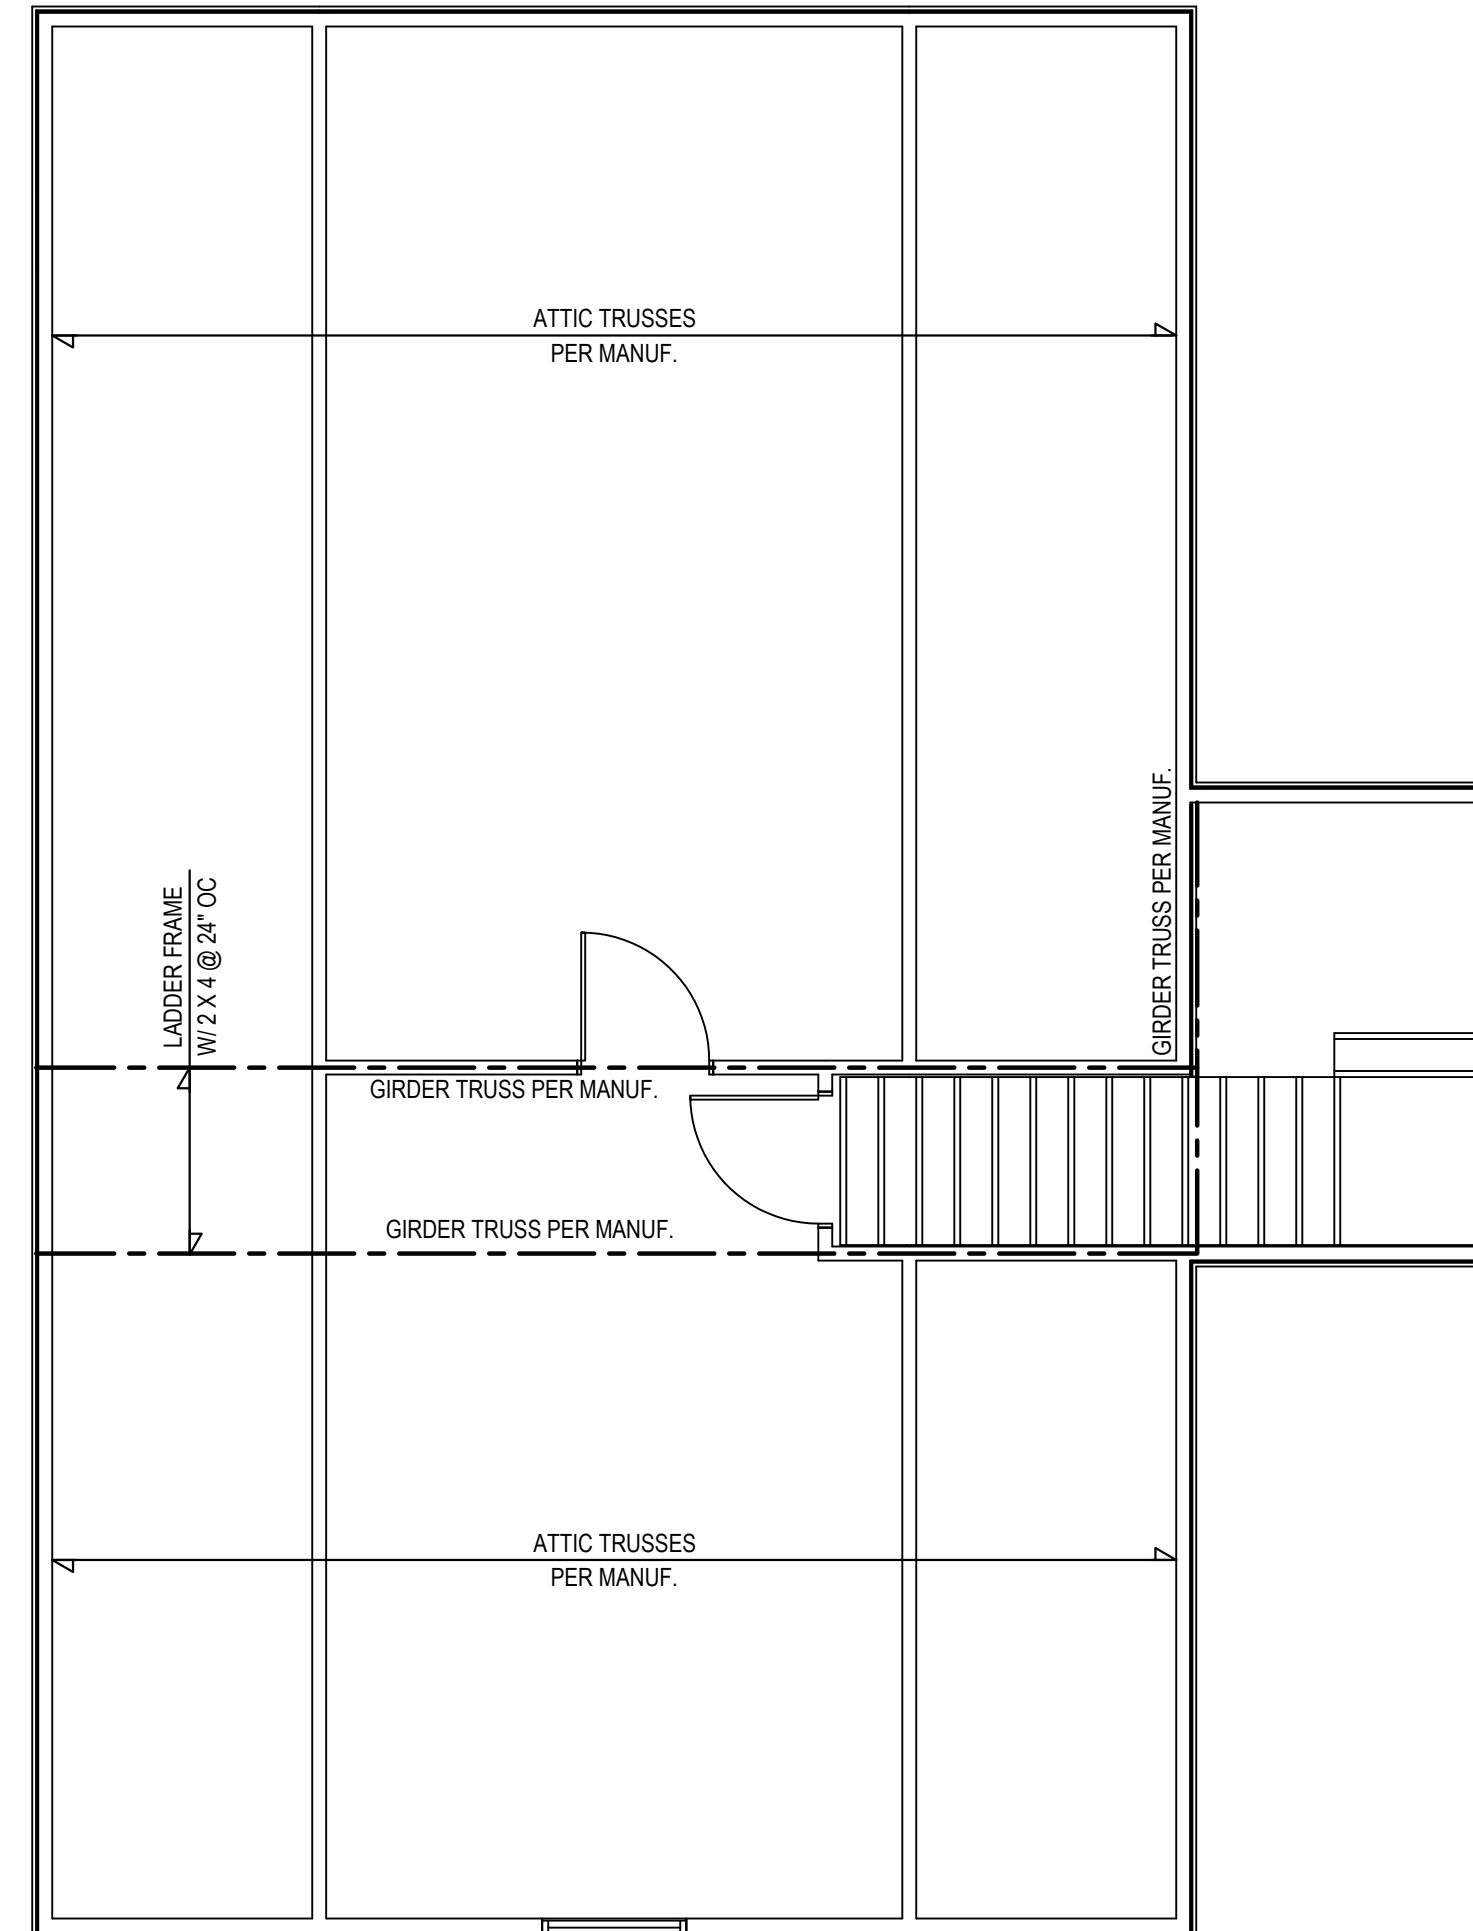 ATTIC TRUSSES
PER MANUF.
GIRDER TRUSS PER MANUF.
LADDER FRAME
W/ 2 X 4 @ 24" OC
GIRDER TRUSS PER MANUF.
GIRDER TRUSS PER MANUF.
ATTIC TRUSSES
PER MANUF.